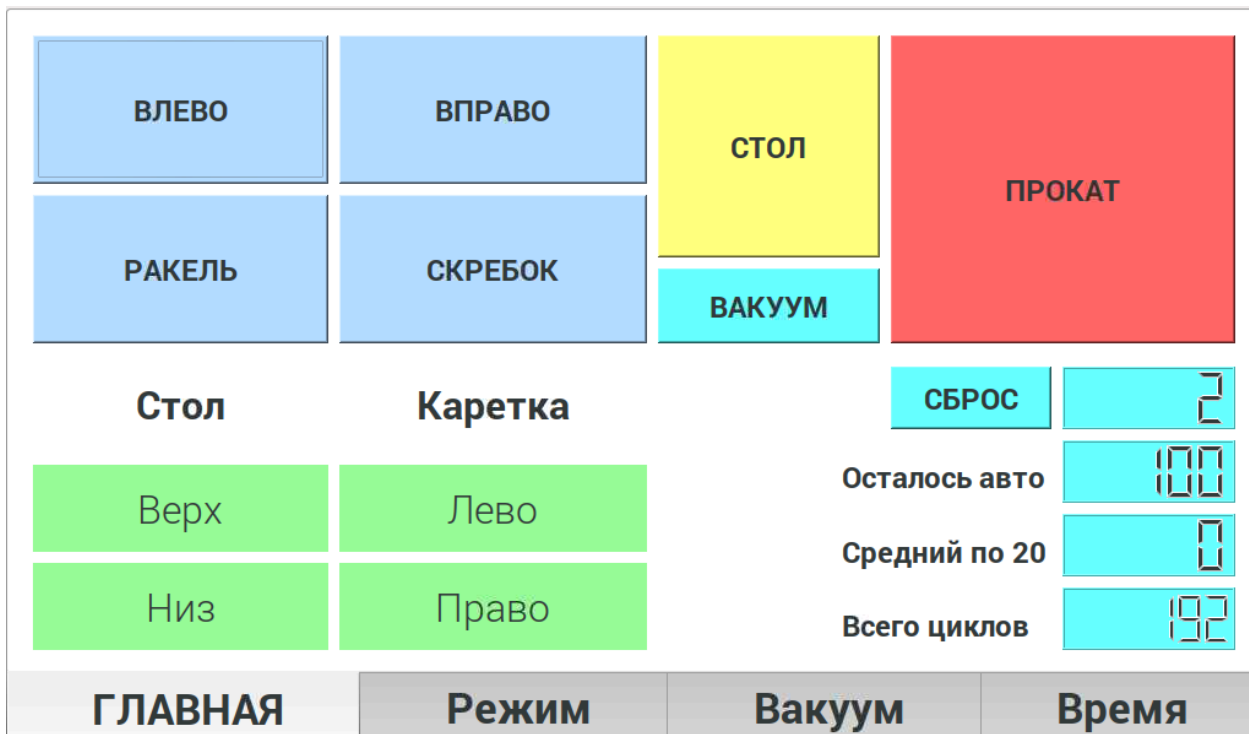 ВЛЕВО
ВПРАВО
СТОЛ
ПРОКАТ
РАКЕЛЬ
СКРЕБОК
ВАКУУМ
Стол
Каретка
СБРОС
2
Верх
Лево
Осталось авто
100
Средний по 20
0
Низ
Право
Всего циклов
192
ГЛАВНАЯ
Режим
Вакуум
Время